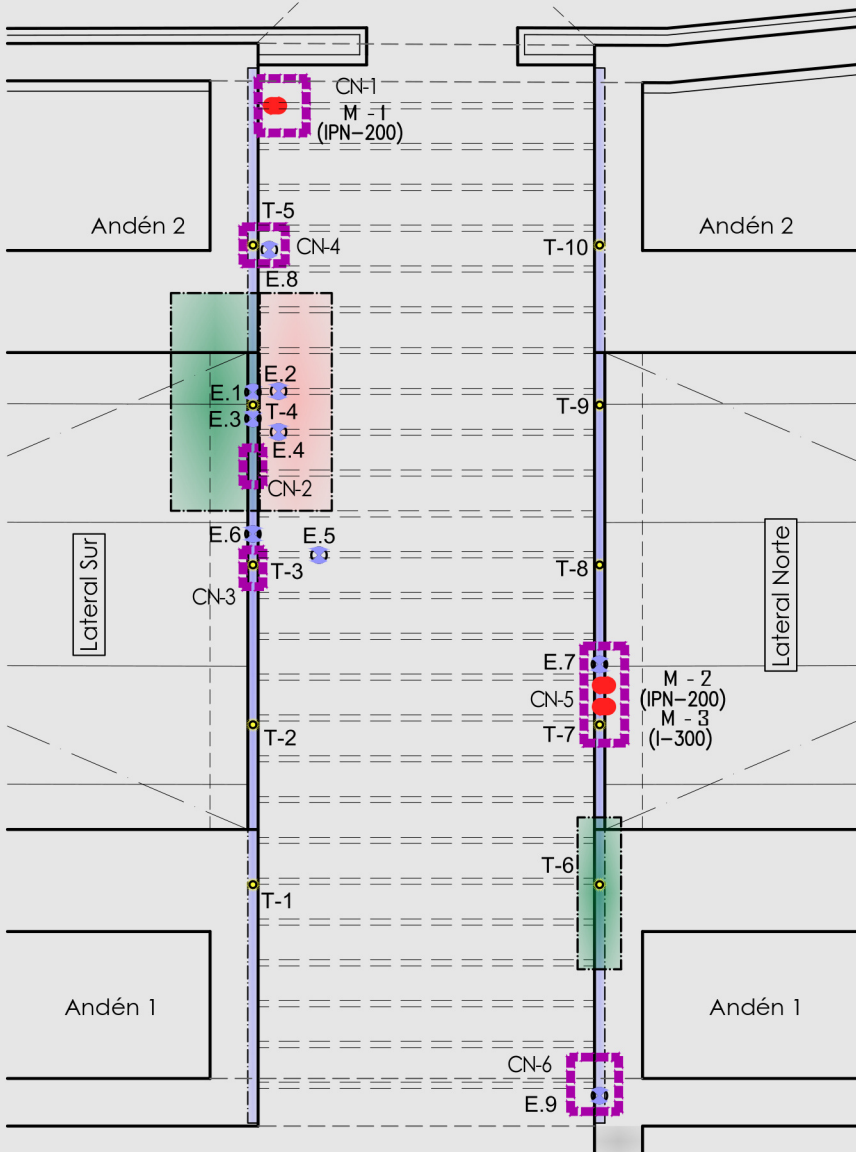 CN-1
M - 1
(IPN-200)
T-5
Andén 2
CN-4
T-10
Andén 2
E.8
E.2
E.1
T-4
T-9
E.3
E.4
CN-2
E.6
E.5
T-3
T-8
CN-3
Lateral Sur
Lateral Norte
E.7
M - 2
CN-5
(IPN-200)
M - 3
T-2
T-7
(I-300)
T-6
T-1
Andén 1
Andén 1
CN-6
E.9